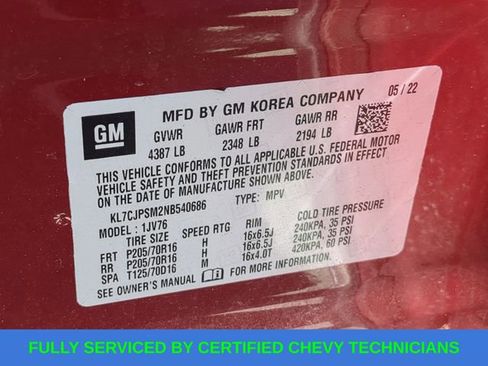 GM MFD BY GM KOREA COMPANY 05/22
GVWR GAWR FRT GAWR RR
4387 LB 2348 LB 2194 LB
THIS VEHICLE CONFORMS TO ALL APPLICABLE U.S. FEDERAL MOTOR
VEHICLE SAFETY AND THEFT PREVENTION STANDARDS IN EFFECT
ON THE DATE OF MANUFACTURE SHOWN ABOVE.
KL7CJPSM2NB540686 TYPE: MPV
MODEL: 1JV76
TIRE SIZE SPEED RTG RIM COLD TIRE PRESSURE
FRT P205/70R16 H 16x6.5J 240KPA, 35 PSI
RR P205/70R16 H 16x6.5J 240KPA, 35 PSI
SPA T125/70D16 M 16x4.0T 420KPA, 60 PSI
SEE OWNER'S MANUAL FOR MORE INFORMATION.
FULLY SERVICED BY CERTIFIED CHEVY TECHNICIANS